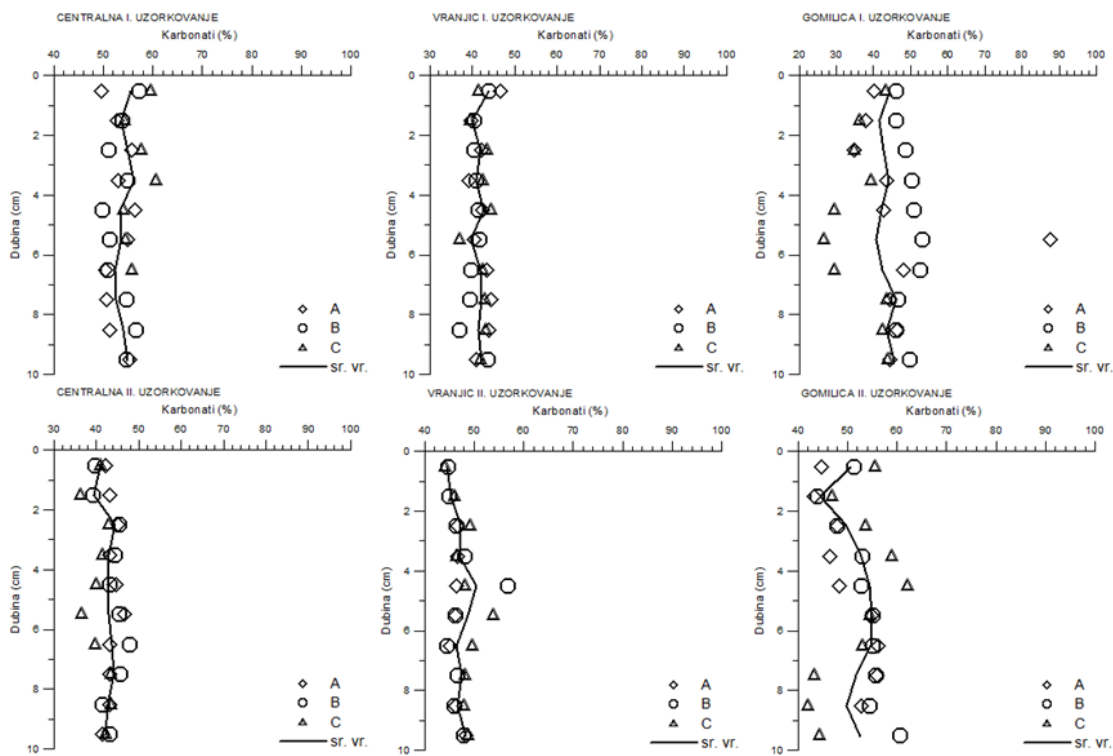 CENTRALNA I. UZORKOVANJE
Karbonati (%)
40 50 60 70 80 90 100
0
2
4
6
8
10
Dubina (cm)
A
B
C
sr. vr.
VRANJIC I. UZORKOVANJE
Karbonati (%)
30 40 50 60 70 80 90 100
0
2
4
6
8
10
Dubina (cm)
A
B
C
sr. vr.
GOMILICA I. UZORKOVANJE
Karbonati (%)
20 30 40 50 60 70 80 90 100
0
2
4
6
8
10
Dubina (cm)
A
B
C
sr. vr.
CENTRALNA II. UZORKOVANJE
Karbonati (%)
30 40 50 60 70 80 90 100
0
2
4
6
8
10
Dubina (cm)
A
B
C
sr. vr.
VRANJIC II. UZORKOVANJE
Karbonati (%)
40 50 60 70 80 90 100
0
2
4
6
8
10
Dubina (cm)
A
B
C
sr. vr.
GOMILICA II. UZORKOVANJE
Karbonati (%)
40 50 60 70 80 90 100
0
2
4
6
8
10
Dubina (cm)
A
B
C
sr. vr.